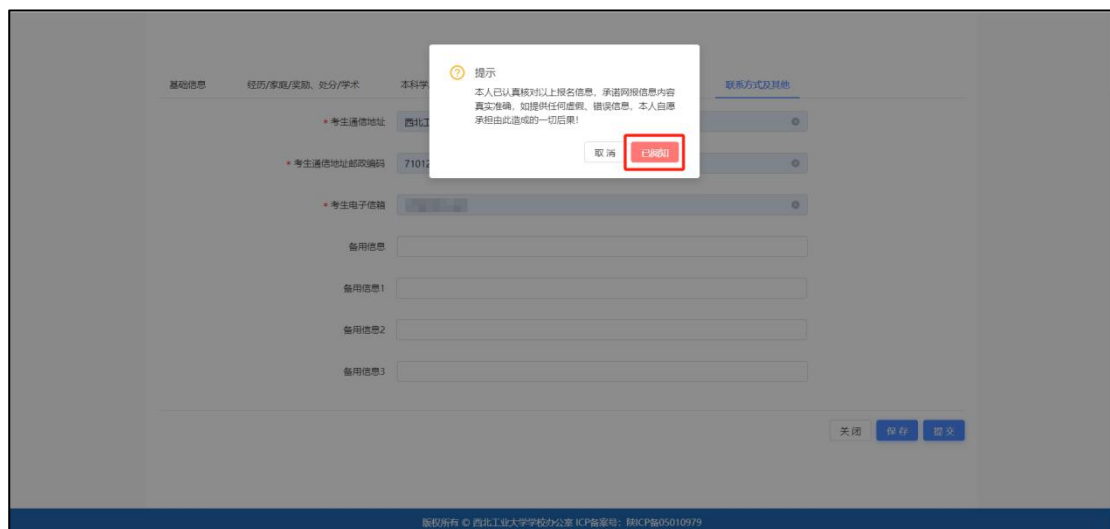 提示
本人已认真核对以上报名信息，承诺网报信息内容
真实准确，如提供任何虚假、错误信息，本人自愿
承担由此造成的一切后果！
取 消 已阅知
基础信息 经历/家庭/奖励、处分/学术 本科学 联系方式及其他
* 考生通信地址 西北工
* 考生通信地址邮政编码 71012
* 考生电子信箱
备用信息
备用信息1
备用信息2
备用信息3
关 闭 保 存 提 交
版权所有 © 西北工业大学学校办公室 ICP备案号：陕ICP备05010979